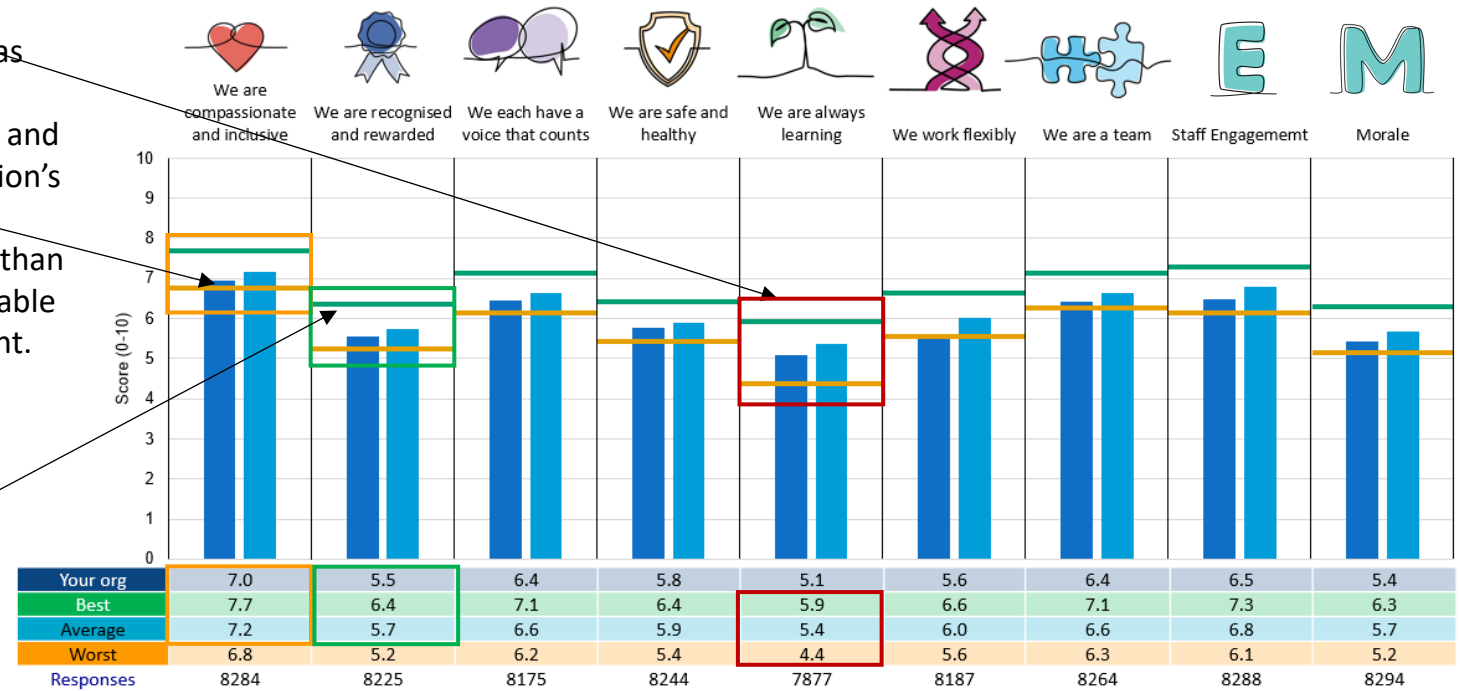 as
and
ion's
than
able
nt.
We are
compassionate
and inclusive
We are recognised
and rewarded
We each have a
voice that counts
We are safe and
healthy
We are always
learning
We work flexibly
We are a team
Staff Engagememt
Morale
E
M
Score (0-10)
10
9
8
7
6
5
4
3
2
1
0
Your org 7.0 5.5 6.4 5.8 5.1 5.6 6.4 6.5 5.4
Best 7.7 6.4 7.1 6.4 5.9 6.6 7.1 7.3 6.3
Average 7.2 5.7 6.6 5.9 5.4 6.0 6.6 6.8 5.7
Worst 6.8 5.2 6.2 5.4 4.4 5.6 6.3 6.1 5.2
Responses 8284 8225 8175 8244 7877 8187 8264 8288 8294